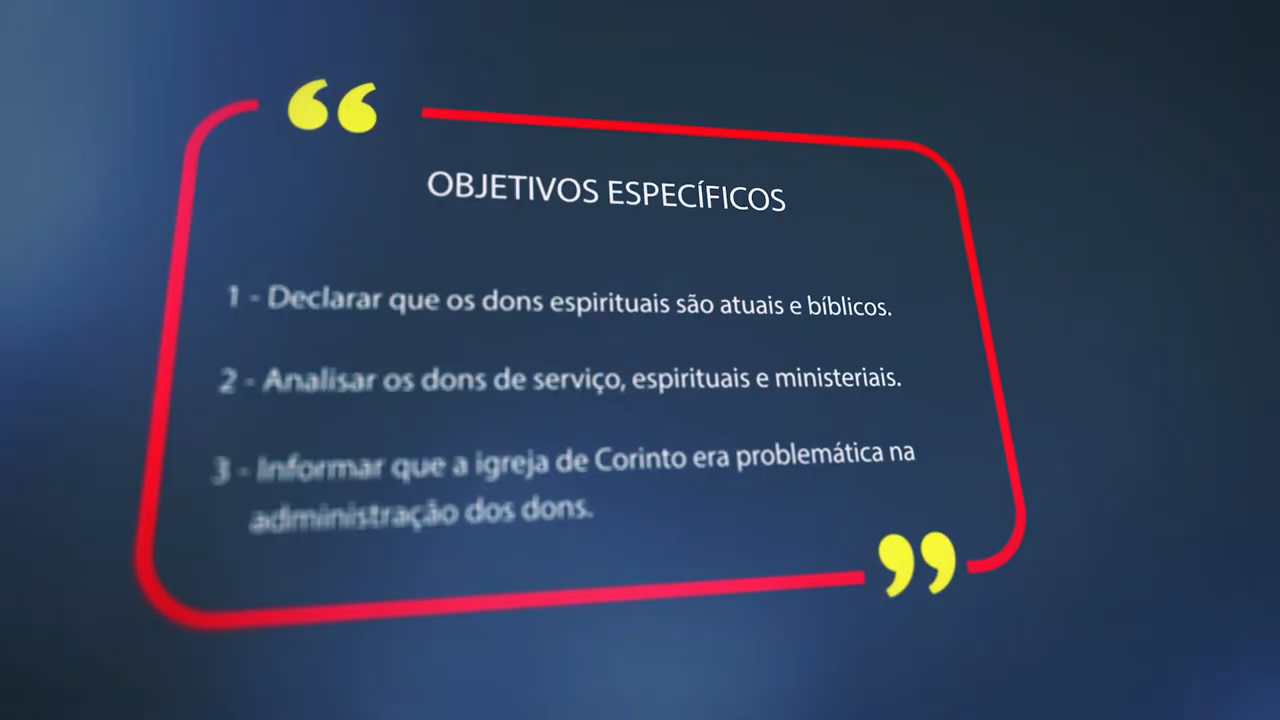 OBJETIVOS ESPECÍFICOS
1 - Declarar que os dons espirituais são atuais e bíblicos.
2 - Analisar os dons de serviço, espirituais e ministeriais.
3 - Informar que a igreja de Corinto era problemática na
administração dos dons.